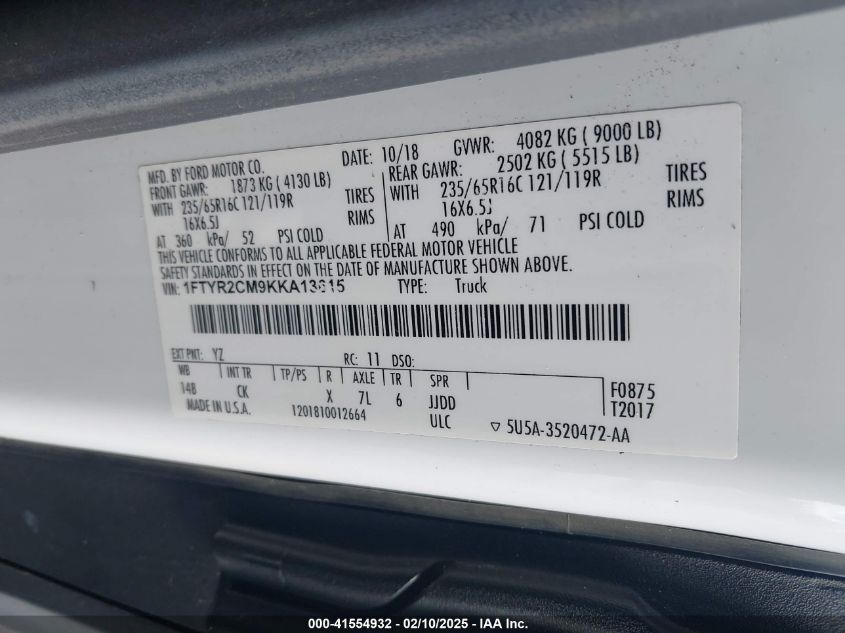 MFD. BY FORD MOTOR CO. DATE: 10/18 GVWR: 4082 KG ( 9000 LB)
FRONT GAWR: 1873 KG ( 4130 LB) REAR GAWR: 2502 KG ( 5515 LB)
WITH 235/65R16C 121/119R TIRES WITH 235/65R16C 121/119R TIRES
16X6.5J RIMS 16X6.5J RIMS
AT 360 kPa/ 52 PSI COLD AT 490 kPa/ 71 PSI COLD
THIS VEHICLE CONFORMS TO ALL APPLICABLE FEDERAL MOTOR VEHICLE
SAFETY STANDARDS IN EFFECT ON THE DATE OF MANUFACTURE SHOWN ABOVE.
VIN: TYPE: Truck
EXT PNT: YZ RC: 11 DSO:
WB INT TR TP/PS R AXLE TR SPR F0875
148 CK X 7L 6 JJDD T2017
MADE IN U.S.A. 1201810012664 ULC 5U5A-3520472-AA
000-41554932 - 02/10/2025 - IAA Inc.